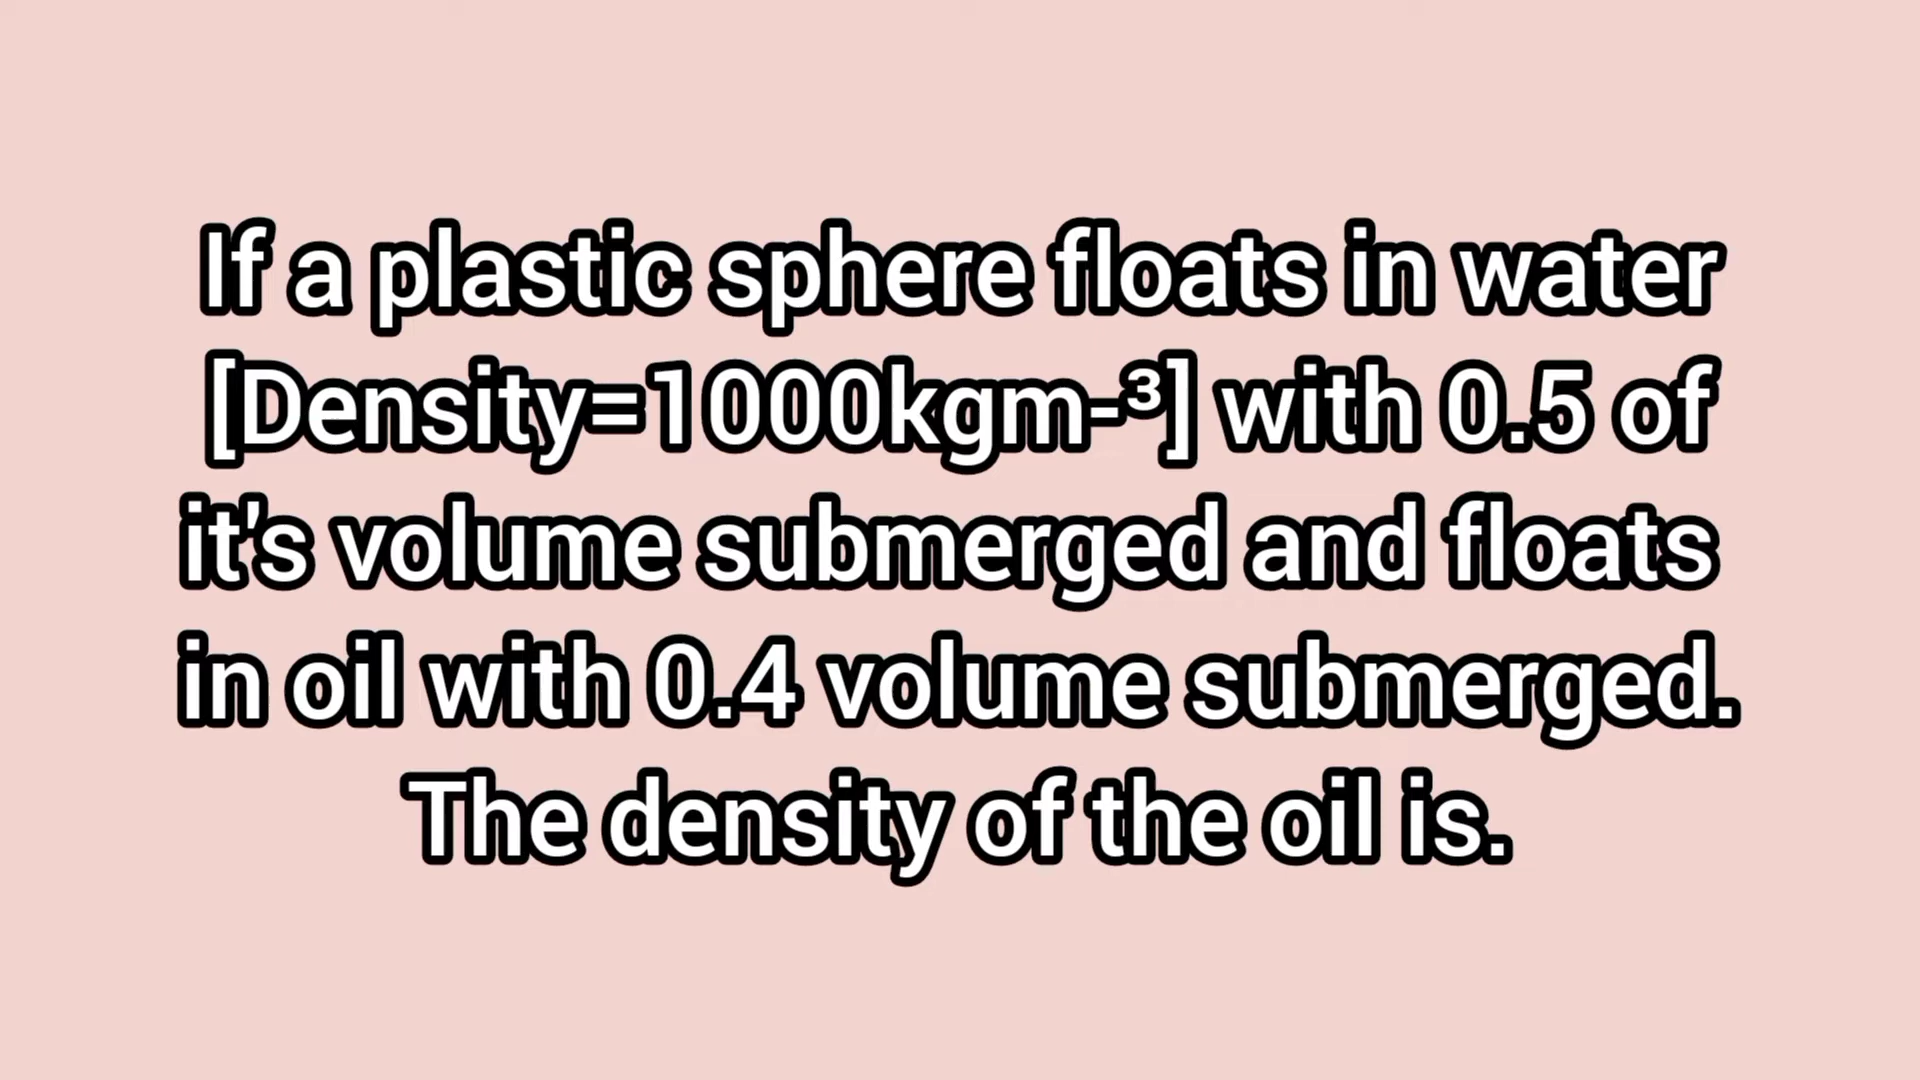 If a plastic sphere floats in water
[Density=1000kgm-³] with 0.5 of
it's volume submerged and floats
in oil with 0.4 volume submerged.
The density of the oil is.